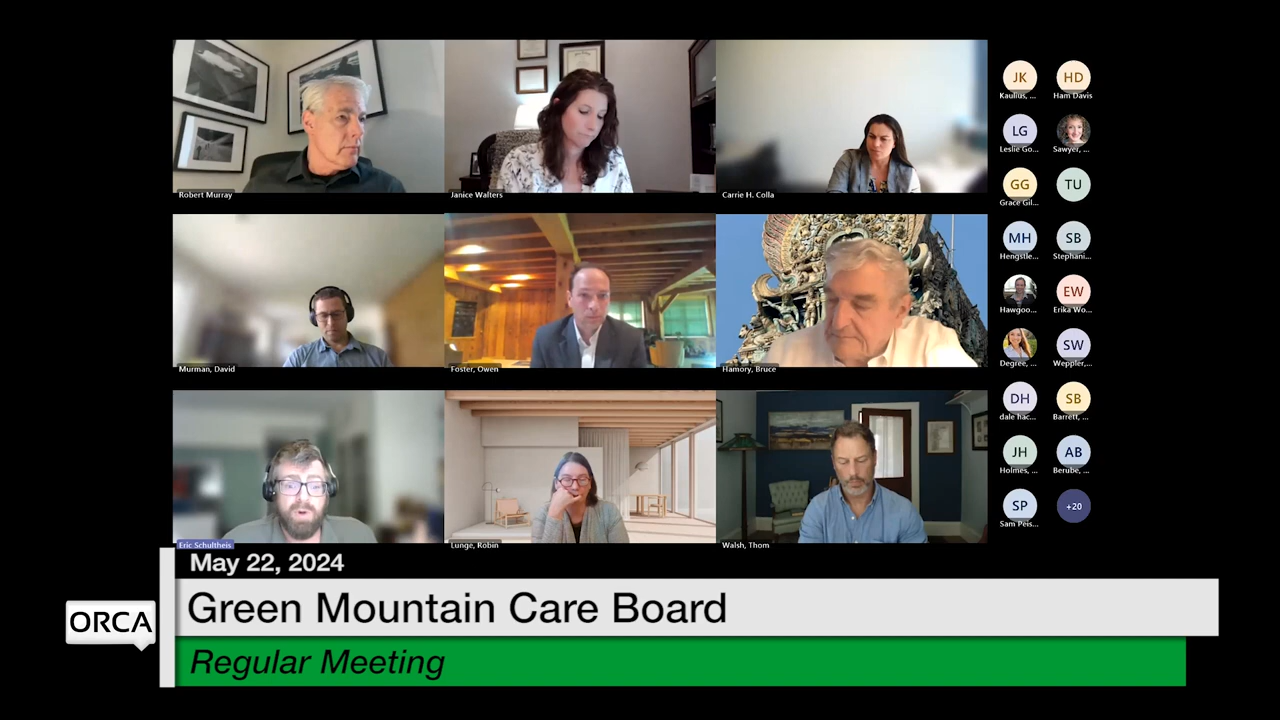 Robert Murray
Janice Walters
Carrie H. Colla
JK
HD
Kaulius, ...
Ham Davis
LG
Leslie Go...
Sawyer, ...
GG
TU
Grace Gil...
Murman, David
Foster, Owen
Hamory, Bruce
MH
SB
Hengstle...
Stephani...
EW
Hawgoo...
Erika Wo...
SW
Degree, ...
Weppler,...
Eric Schultheis
Lunge, Robin
Walsh, Thom
DH
SB
dale hac...
Barrett, ...
JH
AB
Holmes, ...
Berube, ...
SP
+20
Sam Peis...
May 22, 2024
ORCA
Green Mountain Care Board
Regular Meeting